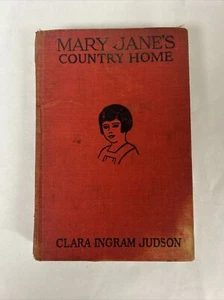 MARY JANE'S
COUNTRY HOME
CLARA INGRAM JUDSON